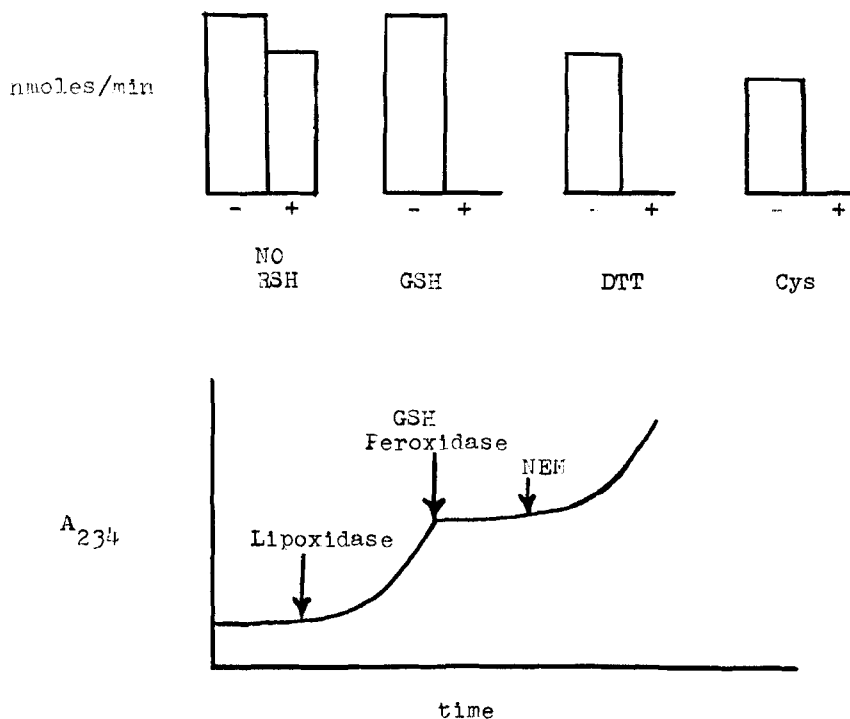 nmoles/min
- + - + - + - +
NO
RSH GSH DTT Cys
GSH
Peroxidase
NEM
Lipoxidase
A234
time